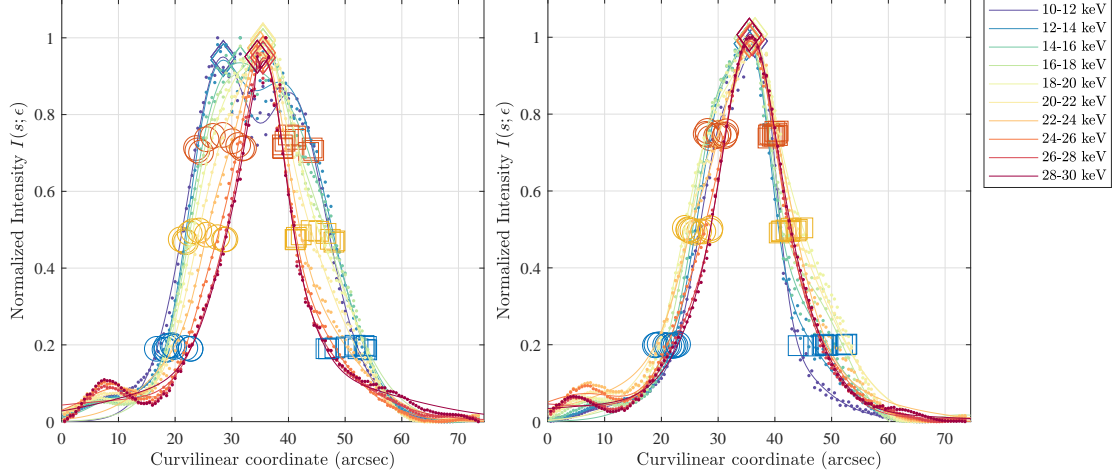 Normalized Intensity I(s; ϵ)
1
0.8
0.6
0.4
0.2
0
0 10 20 30 40 50 60 70
Curvilinear coordinate (arcsec)
Normalized Intensity I(s; ϵ)
1
0.8
0.6
0.4
0.2
0
0 10 20 30 40 50 60 70
Curvilinear coordinate (arcsec)
10-12 keV
12-14 keV
14-16 keV
16-18 keV
18-20 keV
20-22 keV
22-24 keV
24-26 keV
26-28 keV
28-30 keV